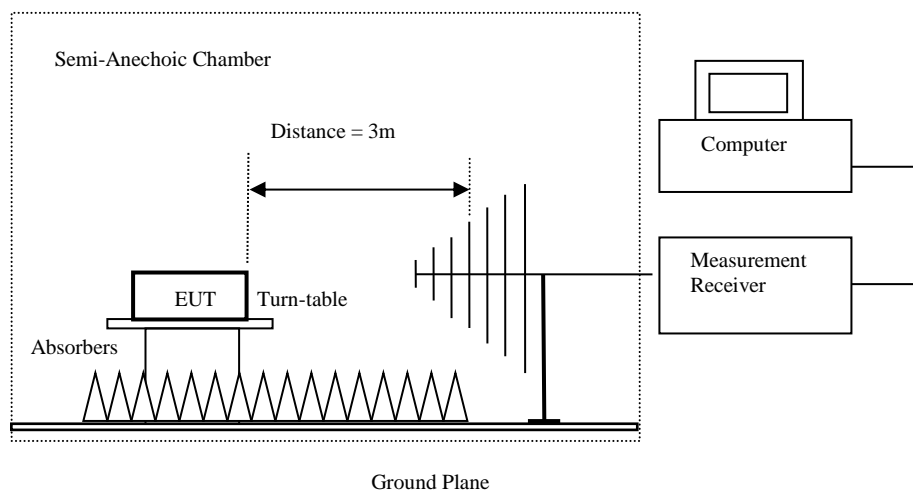 Semi-Anechoic Chamber
Distance = 3m
Computer
Measurement
Receiver
EUT
Turn-table
Absorbers
Ground Plane